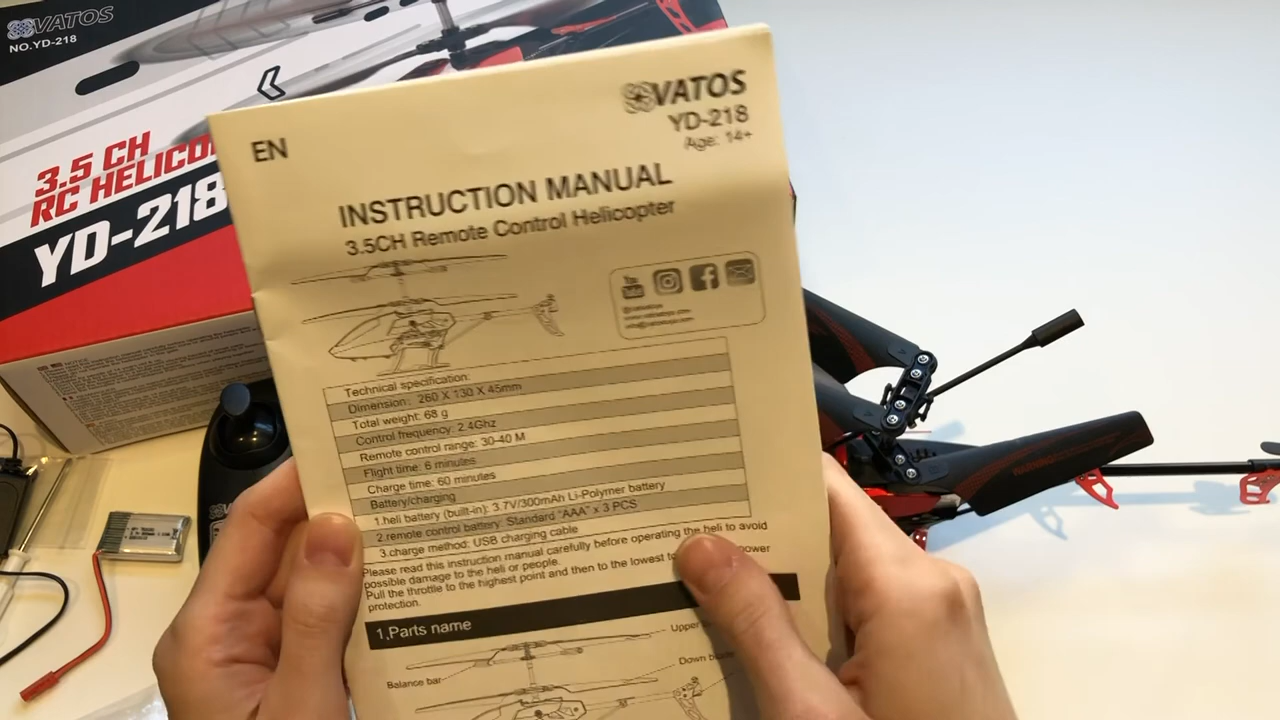 VATOS
NO.YD-218
3.5 CH
RC HELICO
YD-218
NOTICE
EN
VATOS
YD-218
Age: 14+
INSTRUCTION MANUAL
3.5CH Remote Control Helicopter
You
Technical specification:
Dimension: 260 X 130 X 45mm
Total weight: 68 g
Control frequency: 2.4Ghz
Remote control range: 30-40 M
Flight time: 6 minutes
Charge time: 60 minutes
Battery/charging
1.heli battery (built-in): 3.7V/300mAh Li-Polymer battery
2.remote control battery: Standard "AAA" x 3 PCS
3.charge method: USB charging cable
Please read this instruction manual carefully before operating the heli to avoid
possible damage to the heli or people.
Pull the throttle to the highest point and then to the lowest to power
protection.
1,Parts name
Upper
Down
Balance bar